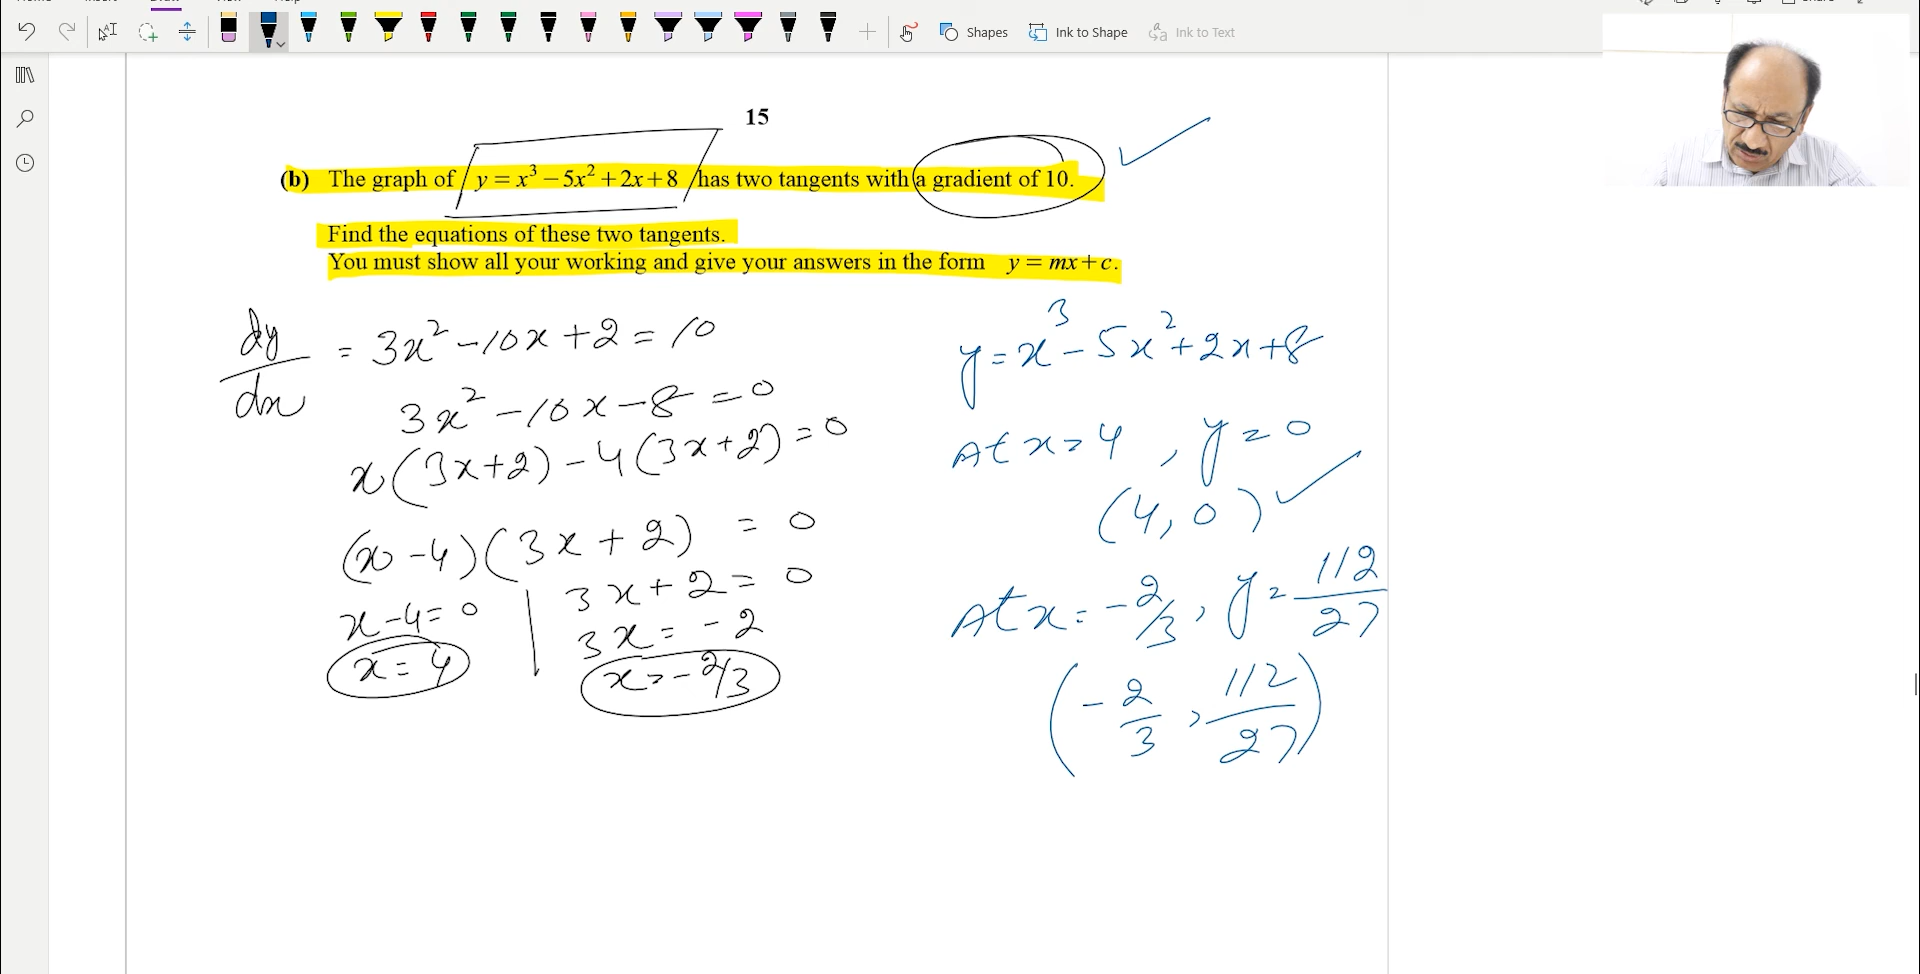 Shapes
Ink to Shape
Ink to Text
15
(b) The graph of y = x³ − 5x² + 2x + 8 has two tangents with a gradient of 10.
Find the equations of these two tangents.
You must show all your working and give your answers in the form y = mx + c.
dy/dx = 3x² − 10x + 2 = 10
3x² − 10x − 8 = 0
x(3x+2) − 4(3x+2) = 0
(x − 4)(3x + 2) = 0
x − 4 = 0
x = 4
3x + 2 = 0
3x = −2
x = −2/3
y = x³ − 5x² + 2x + 8
At x = 4, y = 0
(4, 0)
At x = −2/3, y = 112/27
(−2/3, 112/27)